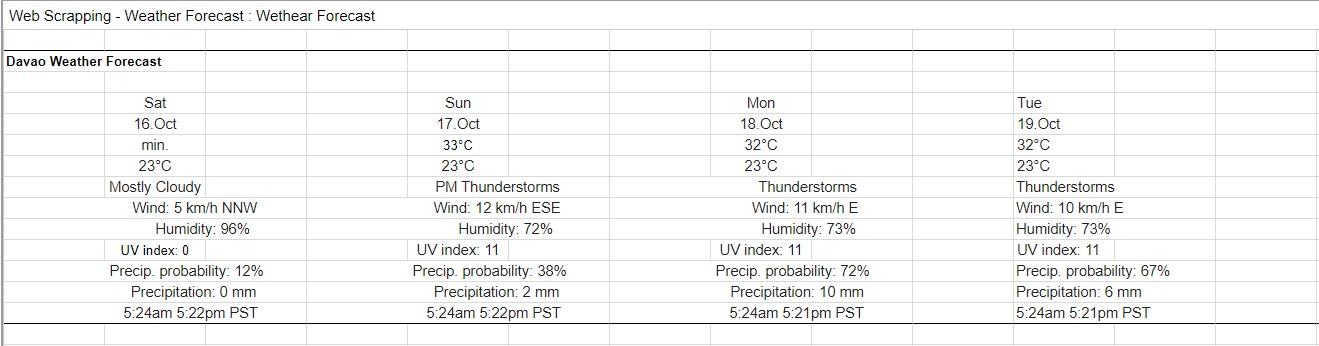 Web Scrapping - Weather Forecast : Wethear Forecast
Davao Weather Forecast
Sat Sun Mon Tue
16.Oct 17.Oct 18.Oct 19.Oct
min. 33°C 32°C 32°C
23°C 23°C 23°C 23°C
Mostly Cloudy PM Thunderstorms Thunderstorms Thunderstorms
Wind: 5 km/h NNW Wind: 12 km/h ESE Wind: 11 km/h E Wind: 10 km/h E
Humidity: 96% Humidity: 72% Humidity: 73% Humidity: 73%
UV index: 0 UV index: 11 UV index: 11 UV index: 11
Precip. probability: 12% Precip. probability: 38% Precip. probability: 72% Precip. probability: 67%
Precipitation: 0 mm Precipitation: 2 mm Precipitation: 10 mm Precipitation: 6 mm
5:24am 5:22pm PST 5:24am 5:22pm PST 5:24am 5:21pm PST 5:24am 5:21pm PST